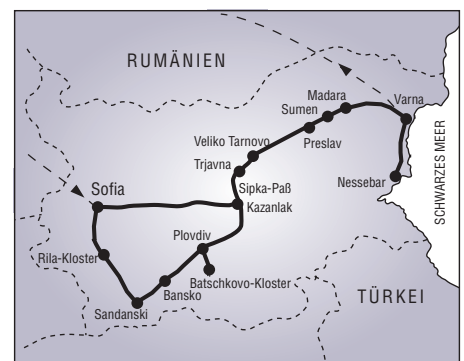 RUMÄNIEN
Madara
Sumen
Varna
Preslav
Veliko Tarnovo
Trjavna
Nessebar
SCHWARZES MEER
Sipka-Paß
Sofia
Kazanlak
Plovdiv
Rila-Kloster
Batschkovo-Kloster
Bansko
TÜRKEI
Sandanski